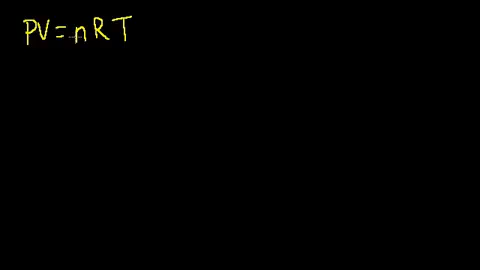 PV = nRT